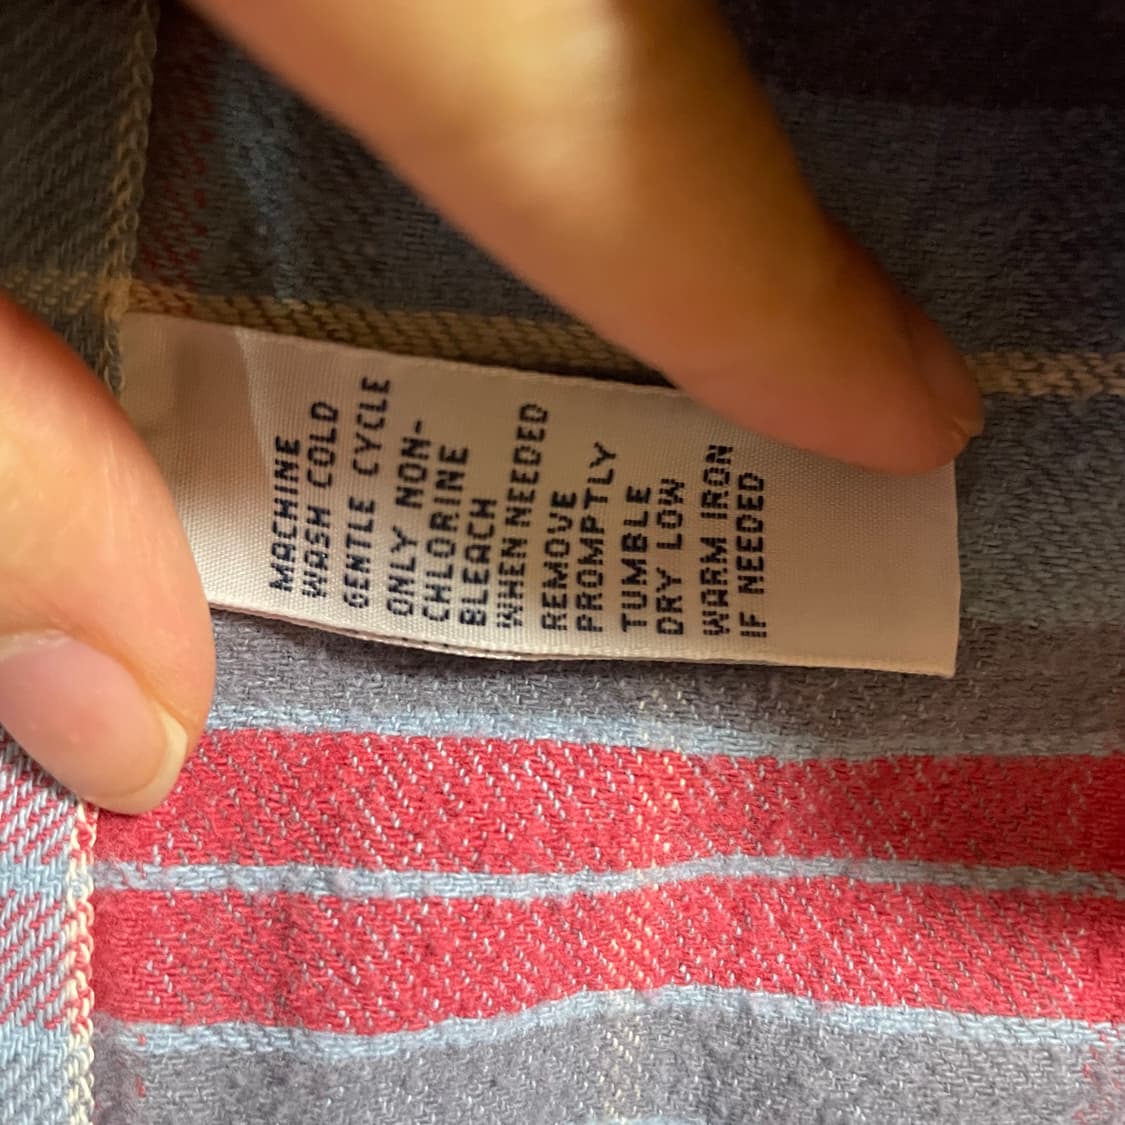 MACHINE
WASH COLD
GENTLE CYCLE
ONLY NON-
CHLORINE
BLEACH
WHEN NEEDED
REMOVE
PROMPTLY
TUMBLE
DRY LOW
WARM IRON
IF NEEDED